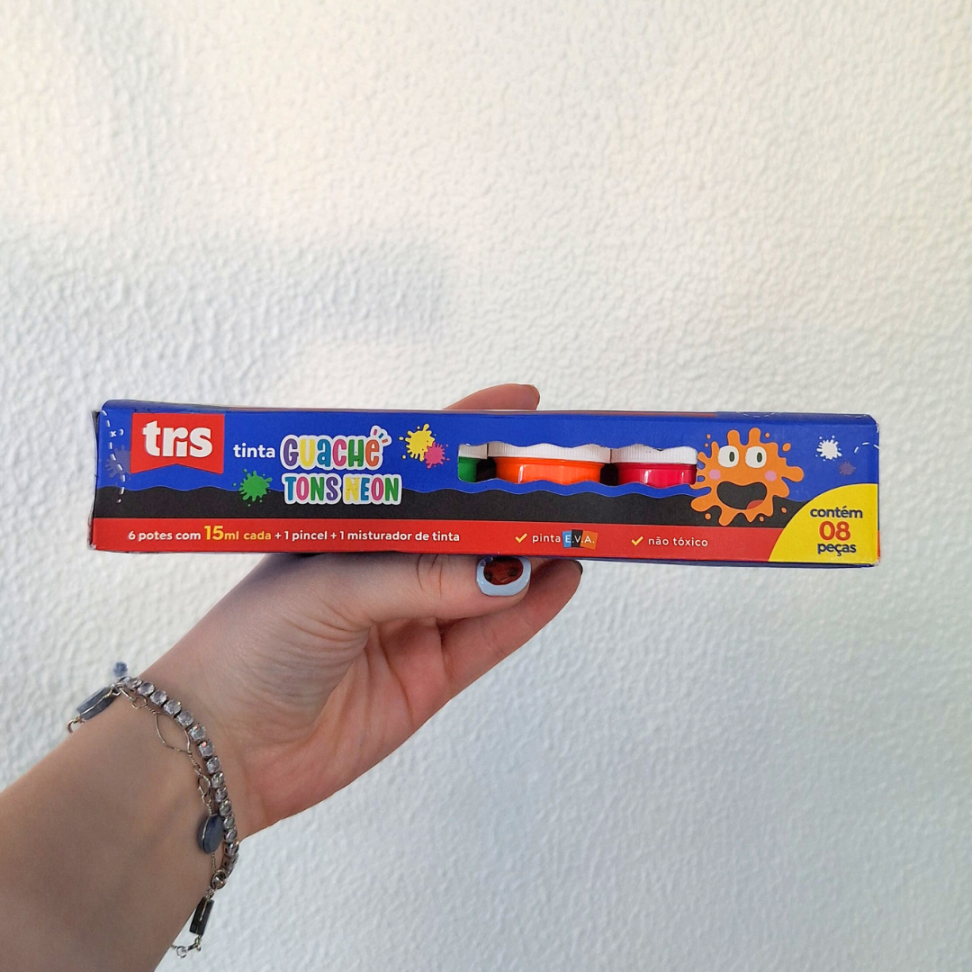 tris
tinta GUACHE
TONS NEON
6 potes com 15ml cada + 1 pincel + 1 misturador de tinta
pinta E.V.A.
não tóxico
contém
08
peças